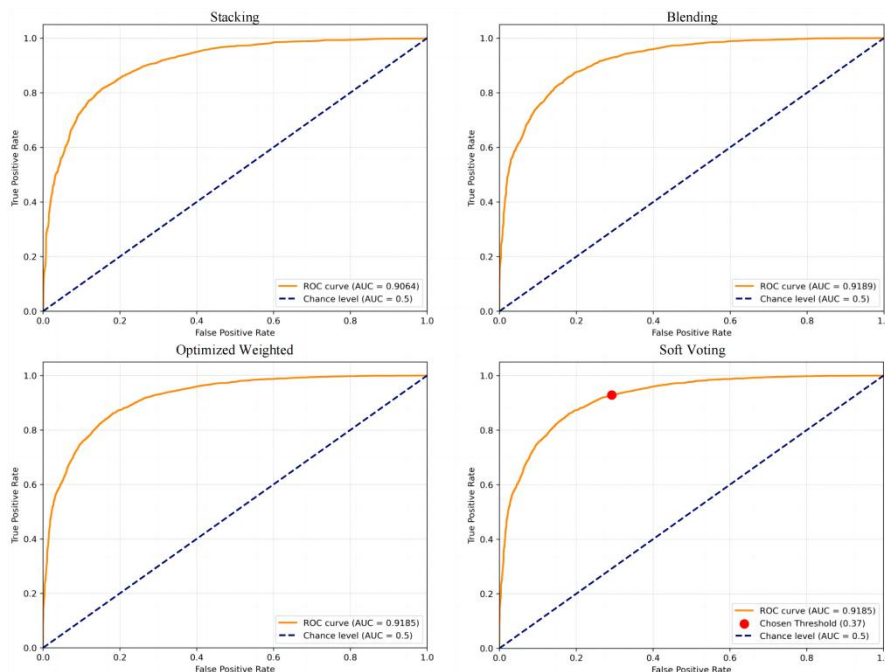 Stacking
1.0
0.8
0.6
0.4
0.2
0.0
True Positive Rate
ROC curve (AUC = 0.9064)
Chance level (AUC = 0.5)
0.0 0.2 0.4 0.6 0.8 1.0
False Positive Rate
Blending
1.0
0.8
0.6
0.4
0.2
0.0
True Positive Rate
ROC curve (AUC = 0.9189)
Chance level (AUC = 0.5)
0.0 0.2 0.4 0.6 0.8 1.
False Positive Rate
Optimized Weighted
1.0
0.8
0.6
0.4
0.2
0.0
True Positive Rate
ROC curve (AUC = 0.9185)
Chance level (AUC = 0.5)
0.0 0.2 0.4 0.6 0.8 1.0
False Positive Rate
Soft Voting
1.0
0.8
0.6
0.4
0.2
0.0
True Positive Rate
ROC curve (AUC = 0.9185)
Chosen Threshold (0.37)
Chance level (AUC = 0.5)
0.0 0.2 0.4 0.6 0.8 1.
False Positive Rate